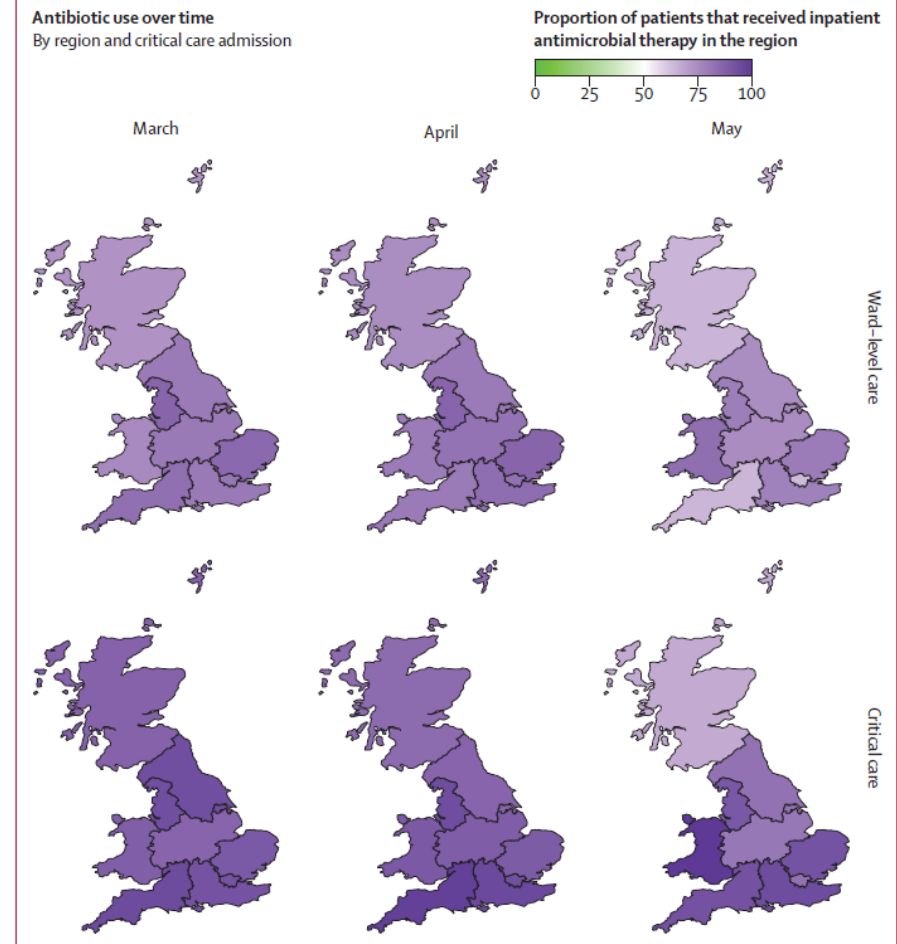 Antibiotic use over time
By region and critical care admission
Proportion of patients that received inpatient
antimicrobial therapy in the region
0 25 50 75 100
March April May
Ward–level care
Critical care